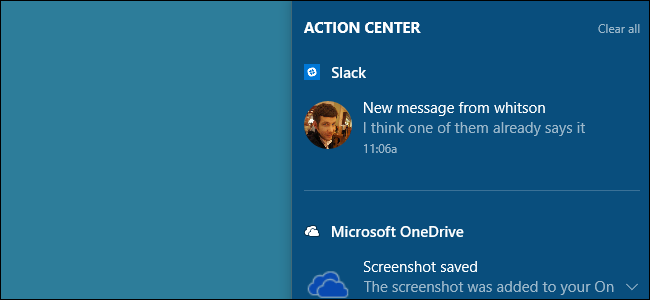 ACTION CENTER Clear all
Slack
New message from whitson
I think one of them already says it
11:06a
Microsoft OneDrive
Screenshot saved
The screenshot was added to your On